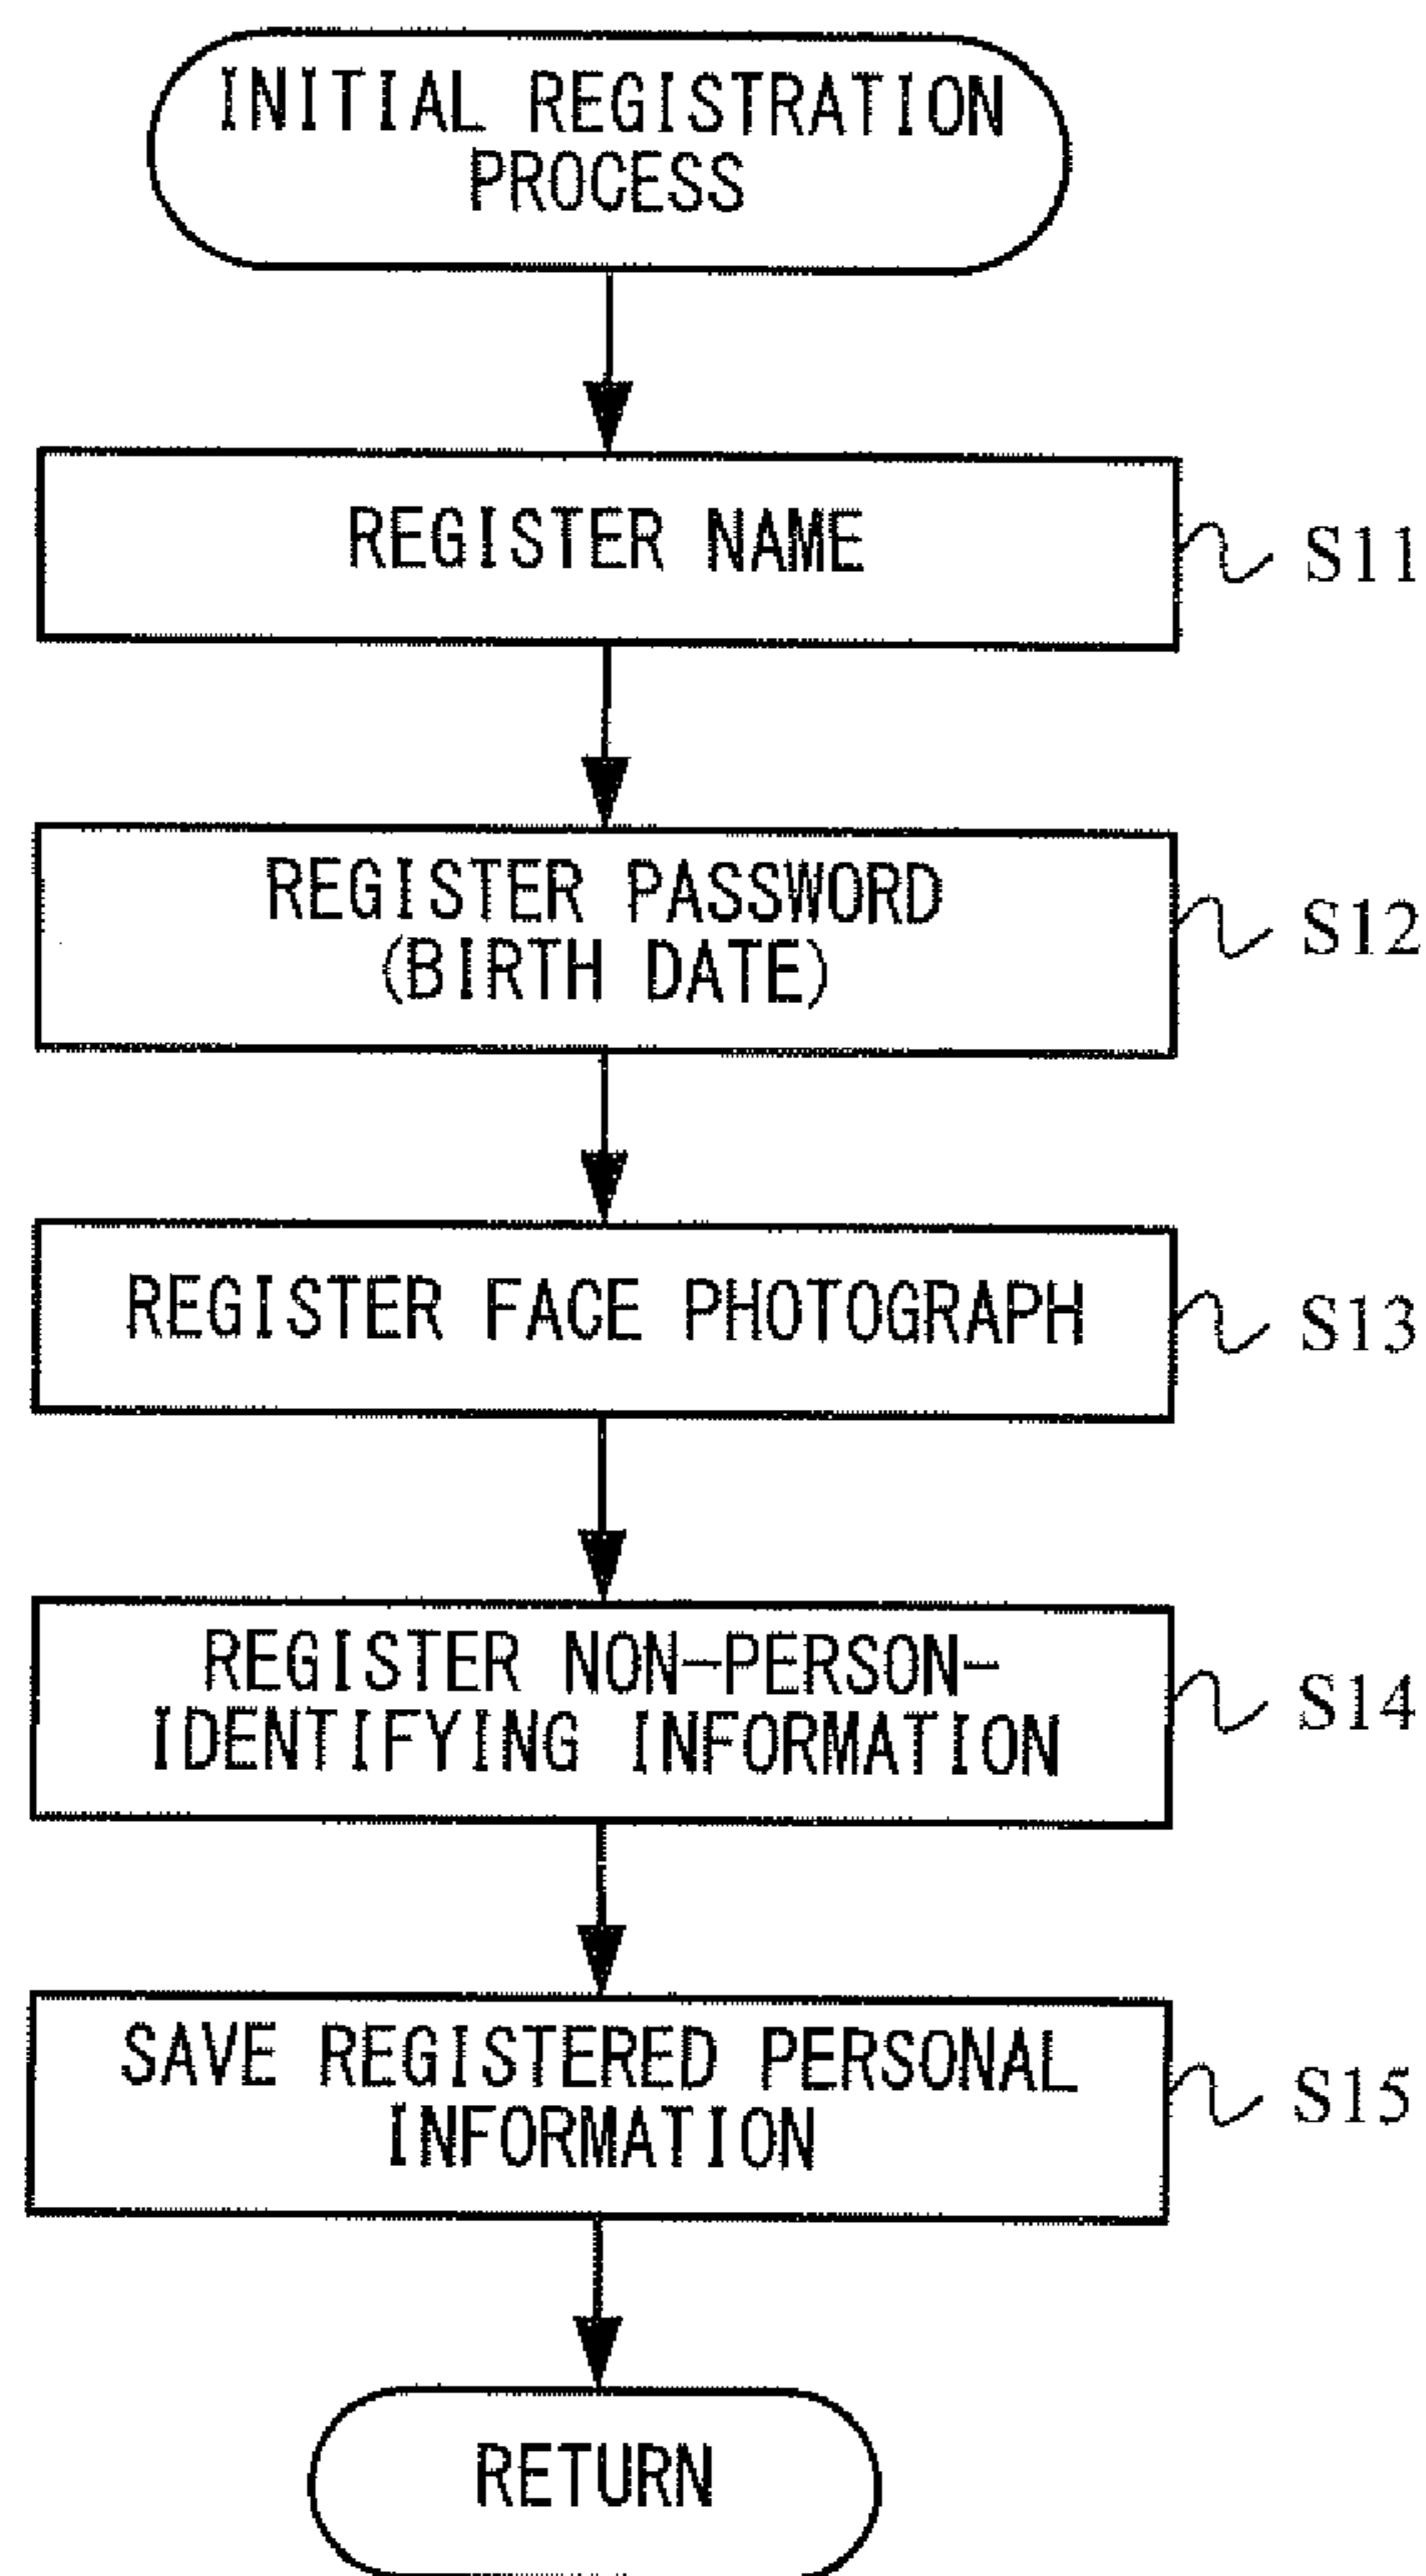 INITIAL REGISTRATION
PROCESS
REGISTER NAME
S11
REGISTER PASSWORD
(BIRTH DATE)
S12
REGISTER FACE PHOTOGRAPH
S13
REGISTER NON-PERSON-
IDENTIFYING INFORMATION
S14
SAVE REGISTERED PERSONAL
INFORMATION
S15
RETURN